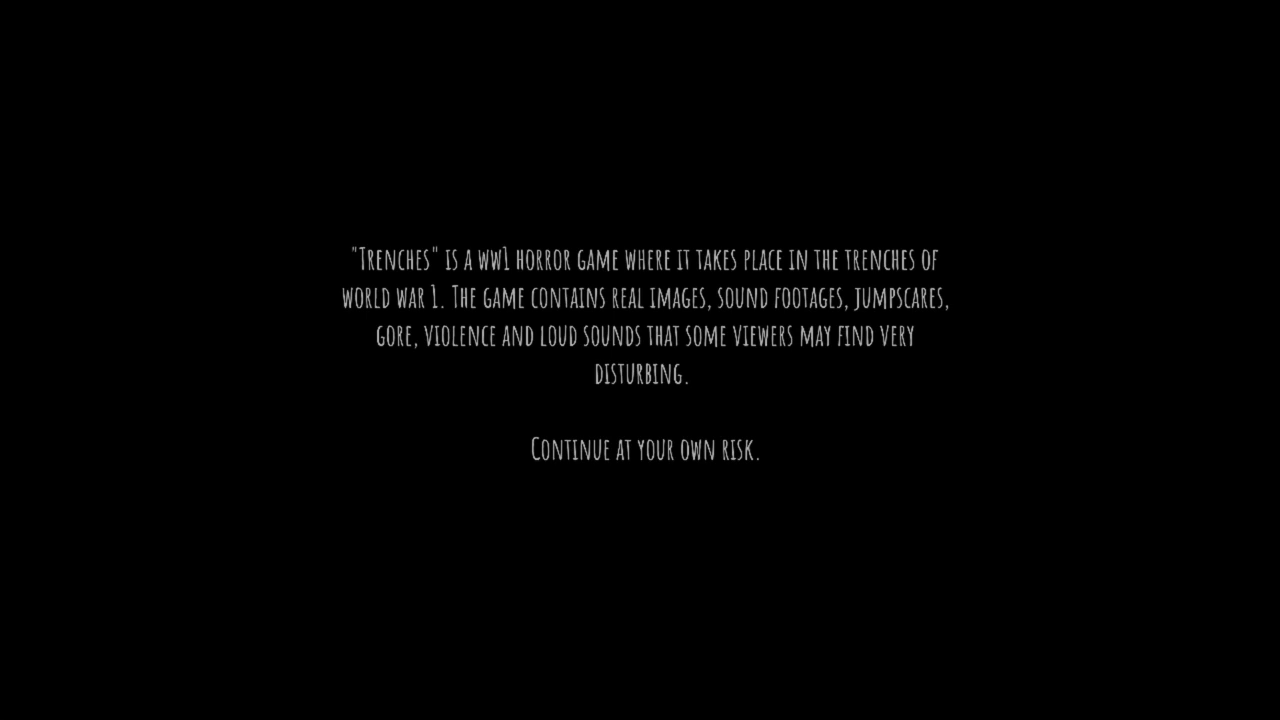 "Trenches" is a ww1 horror game where it takes place in the trenches of
world war 1. The game contains real images, sound footages, jumpscares,
gore, violence and loud sounds that some viewers may find very
disturbing.
Continue at your own risk.